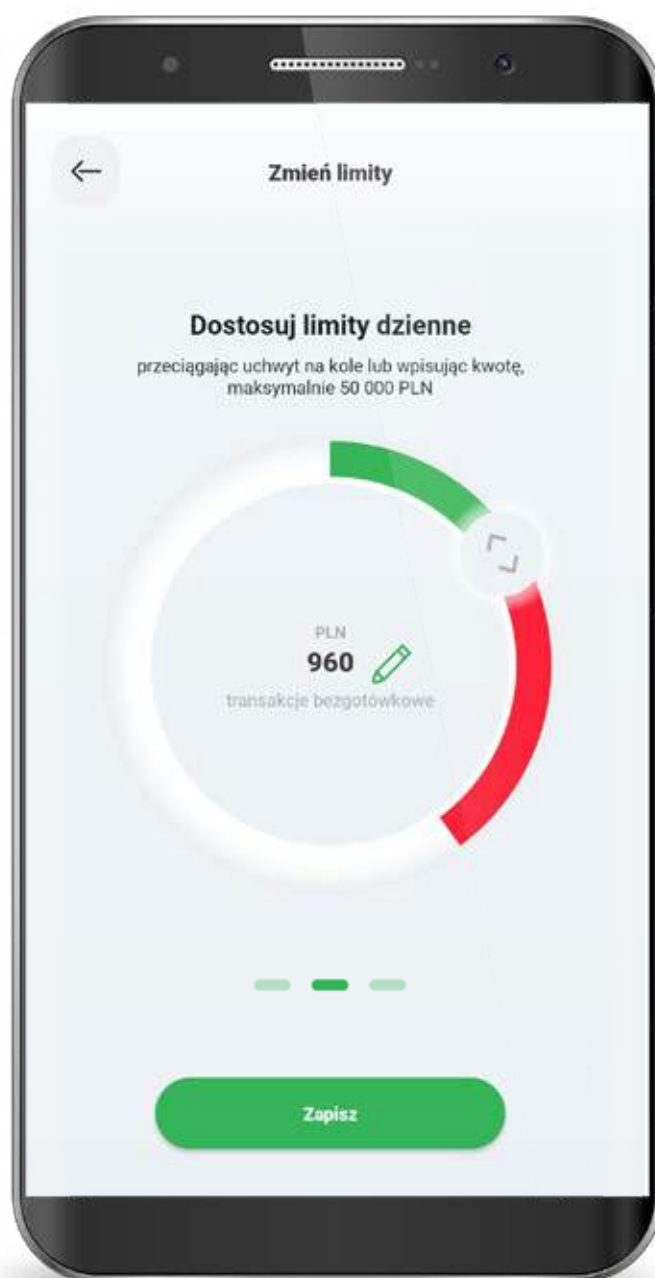 Zmień limity
Dostosuj limity dzienne
przeciągając uchwyt na kole lub wpisując kwotę,
maksymalnie 50 000 PLN
PLN
960
transakcje bezgotówkowe
Zapisz